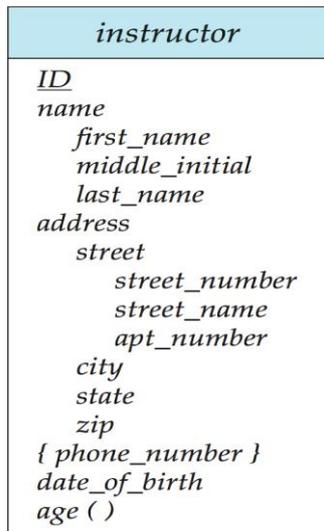 instructor
ID
name
first_name
middle_initial
last_name
address
street
street_number
street_name
apt_number
city
state
zip
{ phone_number }
date_of_birth
age ( )